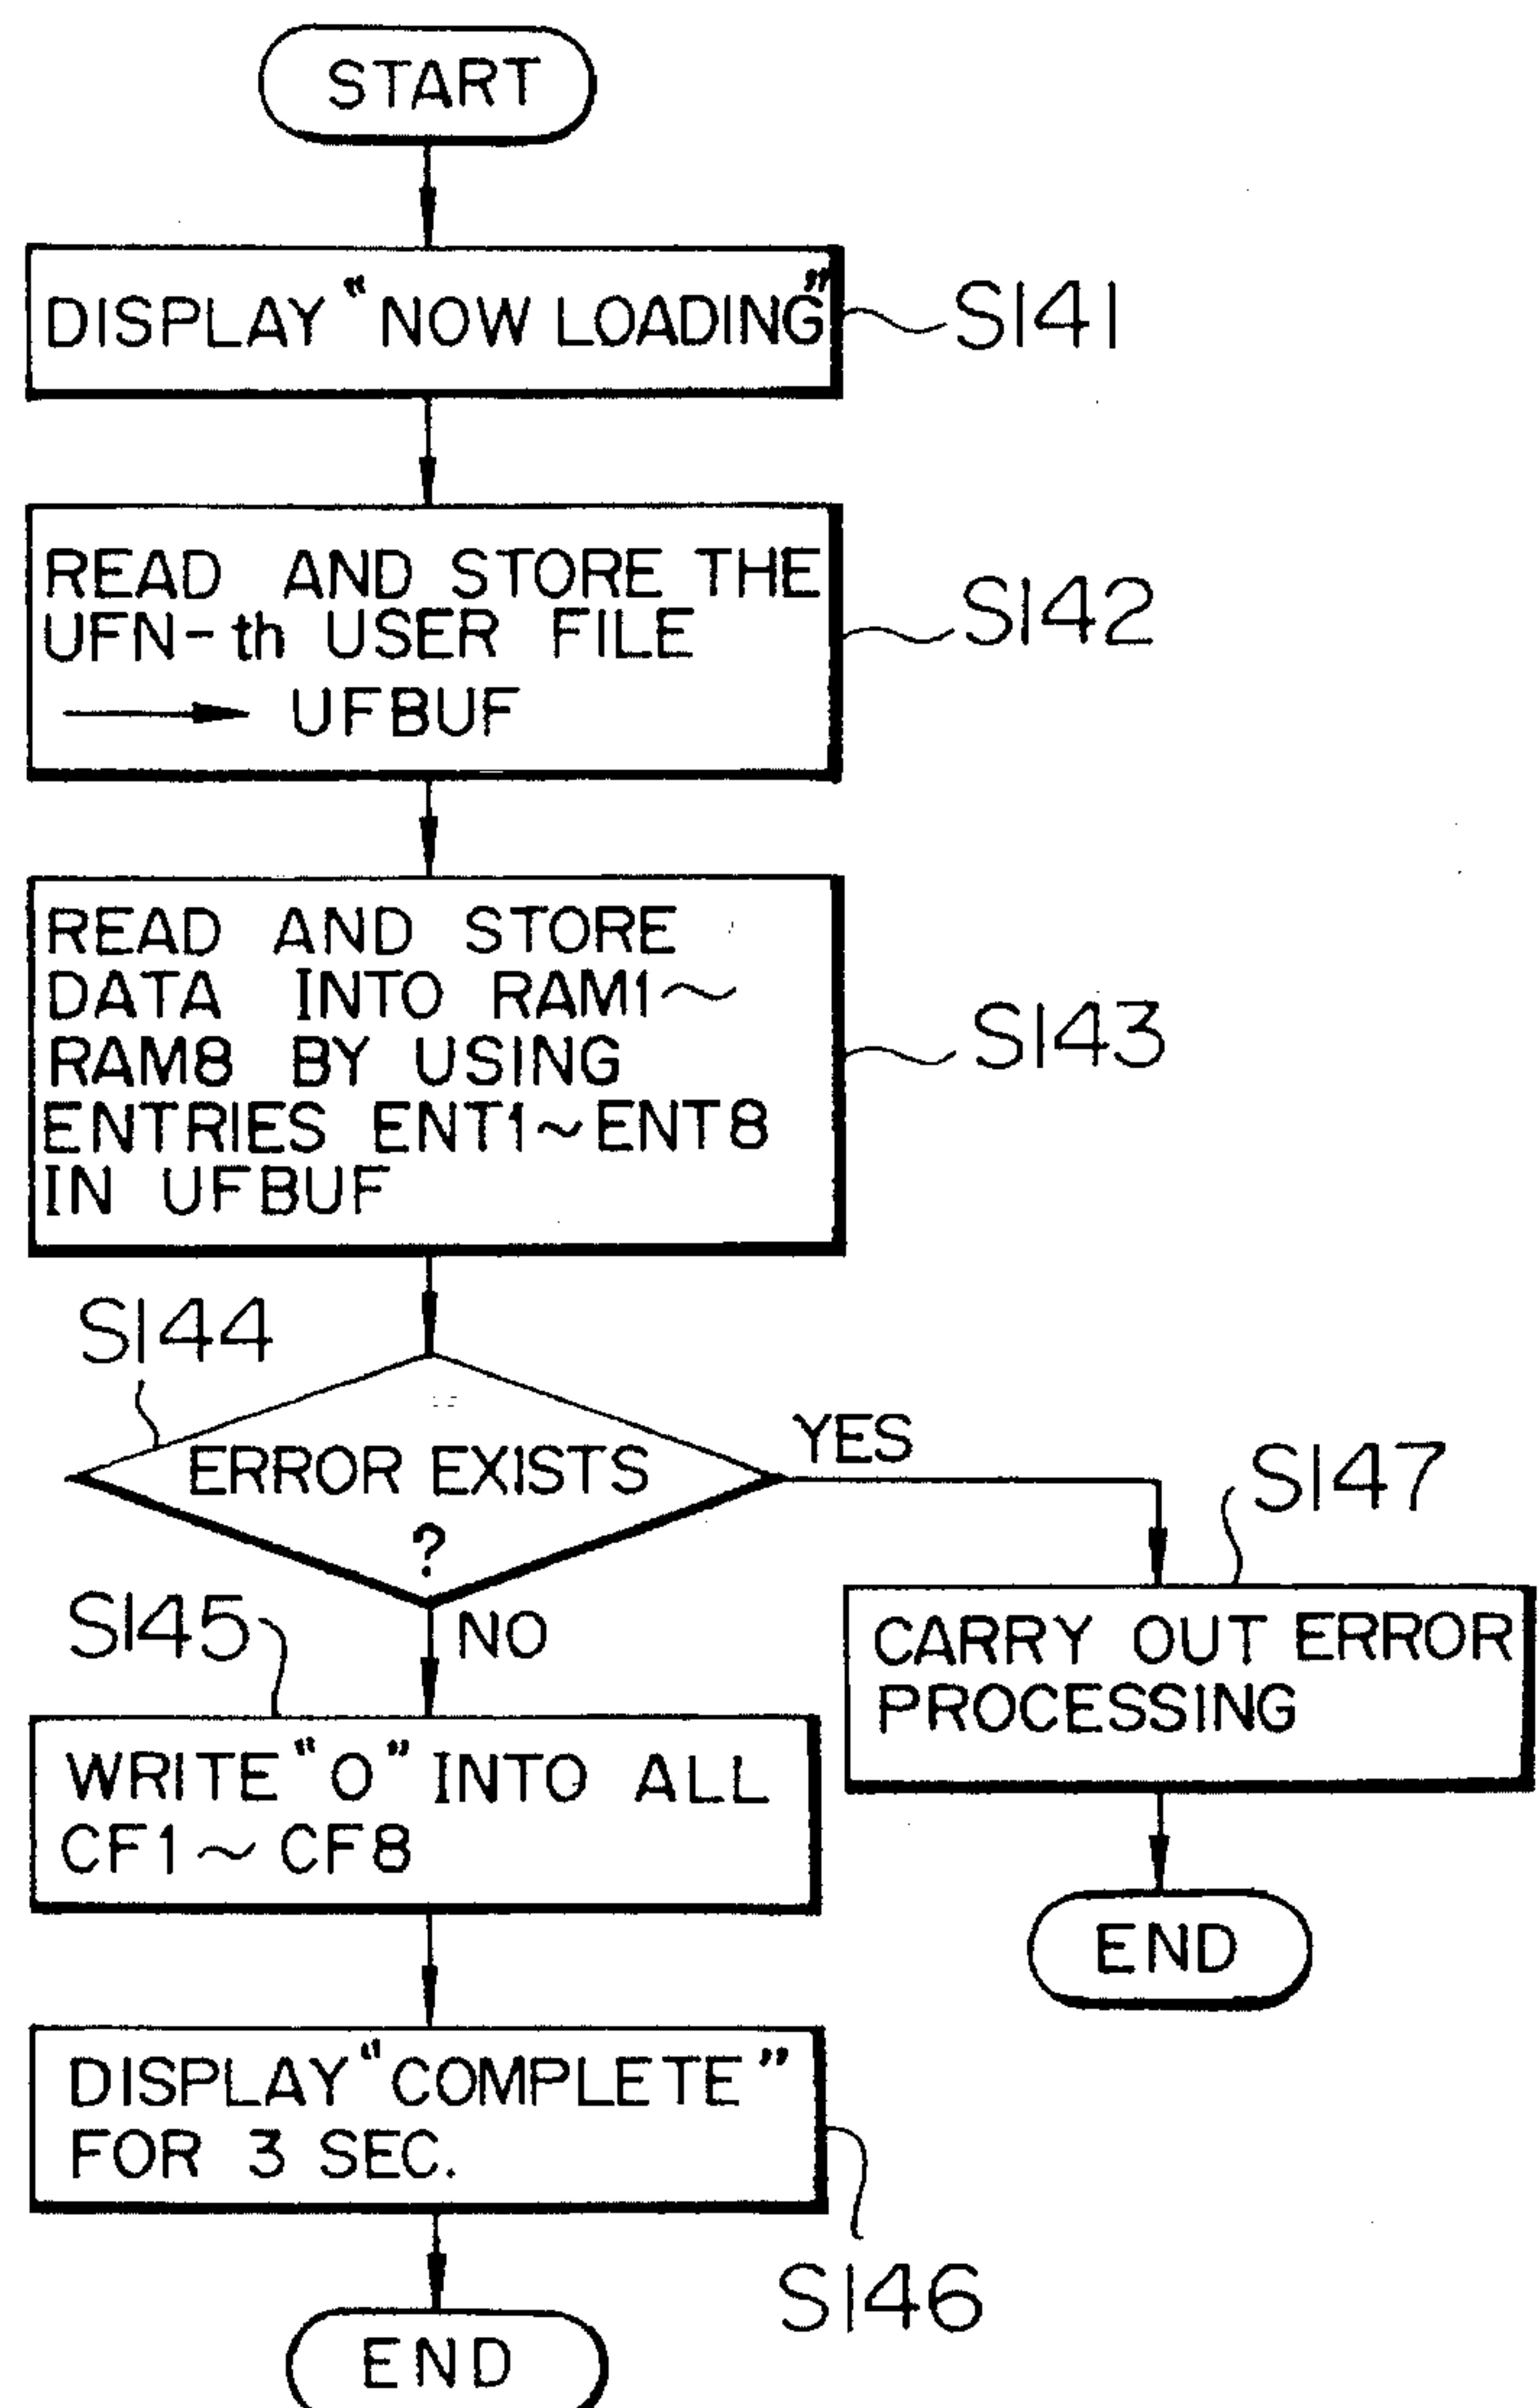 START
DISPLAY “NOW LOADING” S141
READ AND STORE THE
UFN-th USER FILE S142
⟶ UFBUF
READ AND STORE
DATA INTO RAM1~
RAM8 BY USING S143
ENTRIES ENT1~ENT8
IN UFBUF
S144
ERROR EXISTS
?
YES
S147
S145
NO
CARRY OUT ERROR
PROCESSING
WRITE “0” INTO ALL
CF1~CF8
END
DISPLAY “COMPLETE”
FOR 3 SEC.
S146
END